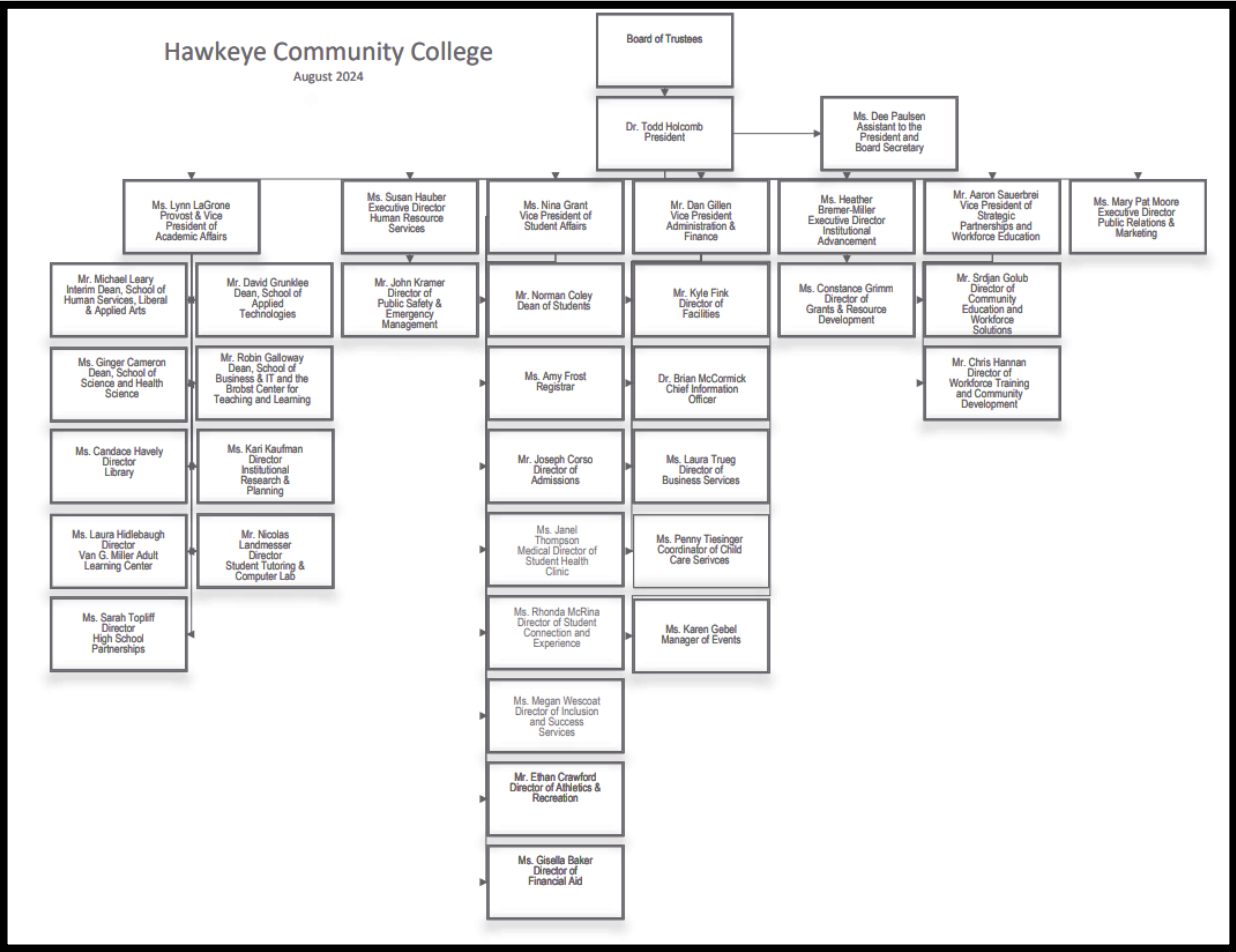 Hawkeye Community College
August 2024
Board of Trustees
Dr. Todd Holcomb
President
Ms. Dee Paulsen
Assistant to the
President and
Board Secretary
Ms. Lynn LaGrone
Provost & Vice
President of
Academic Affairs
Ms. Susan Hauber
Executive Director
Human Resource
Services
Ms. Nina Grant
Vice President of
Student Affairs
Mr. Dan Gillen
Vice President
Administration &
Finance
Ms. Heather
Bremer-Miller
Executive Director
Institutional
Advancement
Mr. Aaron Sauerbrei
Vice President of
Strategic
Partnerships and
Workforce Education
Ms. Mary Pat Moore
Executive Director
Public Relations &
Marketing
Mr. Michael Leary
Interim Dean, School of
Human Services, Liberal
& Applied Arts
Mr. David Grunklee
Dean, School of
Applied
Technologies
Mr. John Kramer
Director of
Public Safety &
Emergency
Management
Mr. Norman Coley
Dean of Students
Mr. Kyle Fink
Director of
Facilities
Ms. Constance Grimm
Director of
Grants & Resource
Development
Mr. Srdjan Golub
Director of
Community
Education and
Workforce
Solutions
Ms. Ginger Cameron
Dean, School of
Science and Health
Science
Mr. Robin Galloway
Dean, School of
Business & IT and the
Brobst Center for
Teaching and Learning
Ms. Amy Frost
Registrar
Dr. Brian McCormick
Chief Information
Officer
Mr. Chris Hannan
Director of
Workforce Training
and Community
Development
Ms. Candace Havely
Director
Library
Ms. Kari Kaufman
Director
Institutional
Research &
Planning
Mr. Joseph Corso
Director of
Admissions
Ms. Laura Trueg
Director of
Business Services
Ms. Laura Hidlebaugh
Director
Van G. Miller Adult
Learning Center
Mr. Nicolas
Landmesser
Director
Student Tutoring &
Computer Lab
Ms. Janel
Thompson
Medical Director of
Student Health
Clinic
Ms. Penny Tiesinger
Coordinator of Child
Care Serivces
Ms. Sarah Topliff
Director
High School
Partnerships
Ms. Rhonda McRina
Director of Student
Connection and
Experience
Ms. Karen Gebel
Manager of Events
Ms. Megan Wescoat
Director of Inclusion
and Success
Services
Mr. Ethan Crawford
Director of Athletics &
Recreation
Ms. Gisella Baker
Director of
Financial Aid